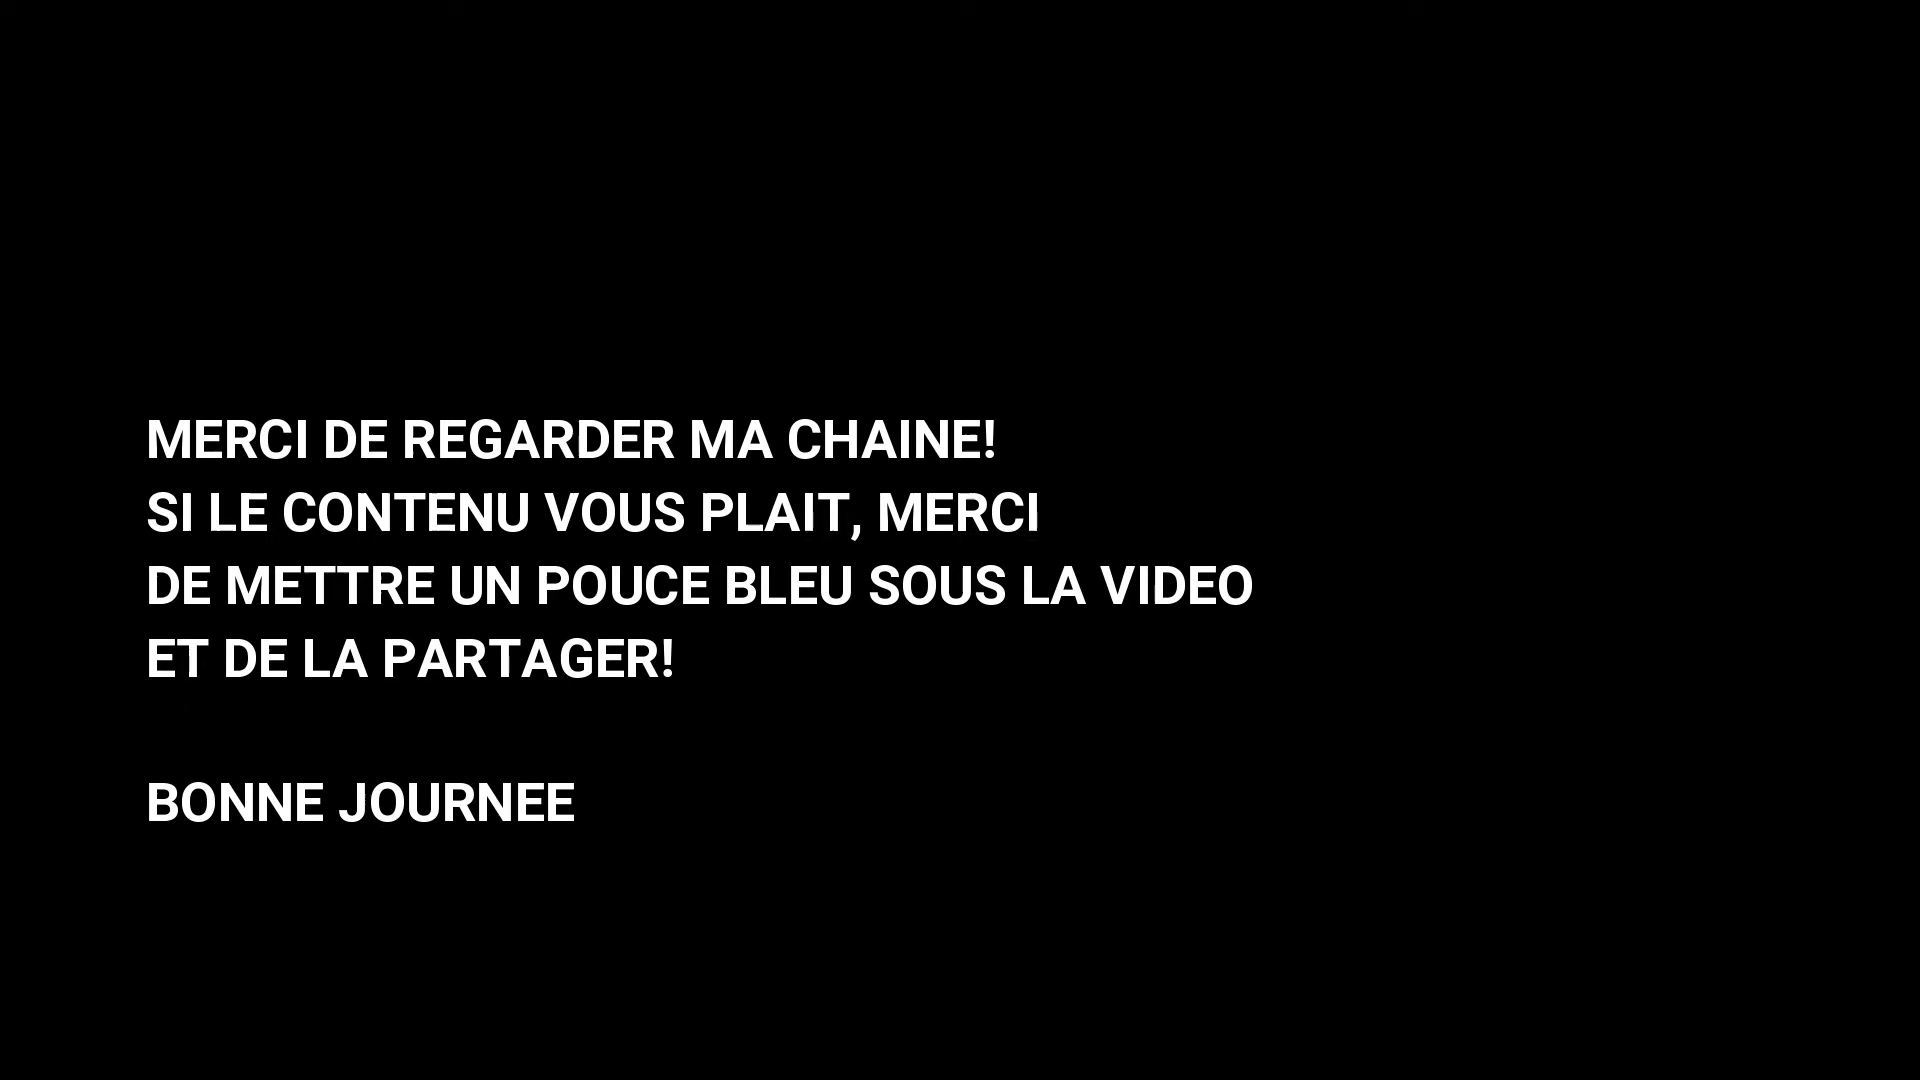 MERCI DE REGARDER MA CHAINE!
SI LE CONTENU VOUS PLAIT, MERCI
DE METTRE UN POUCE BLEU SOUS LA VIDEO
ET DE LA PARTAGER!
BONNE JOURNEE